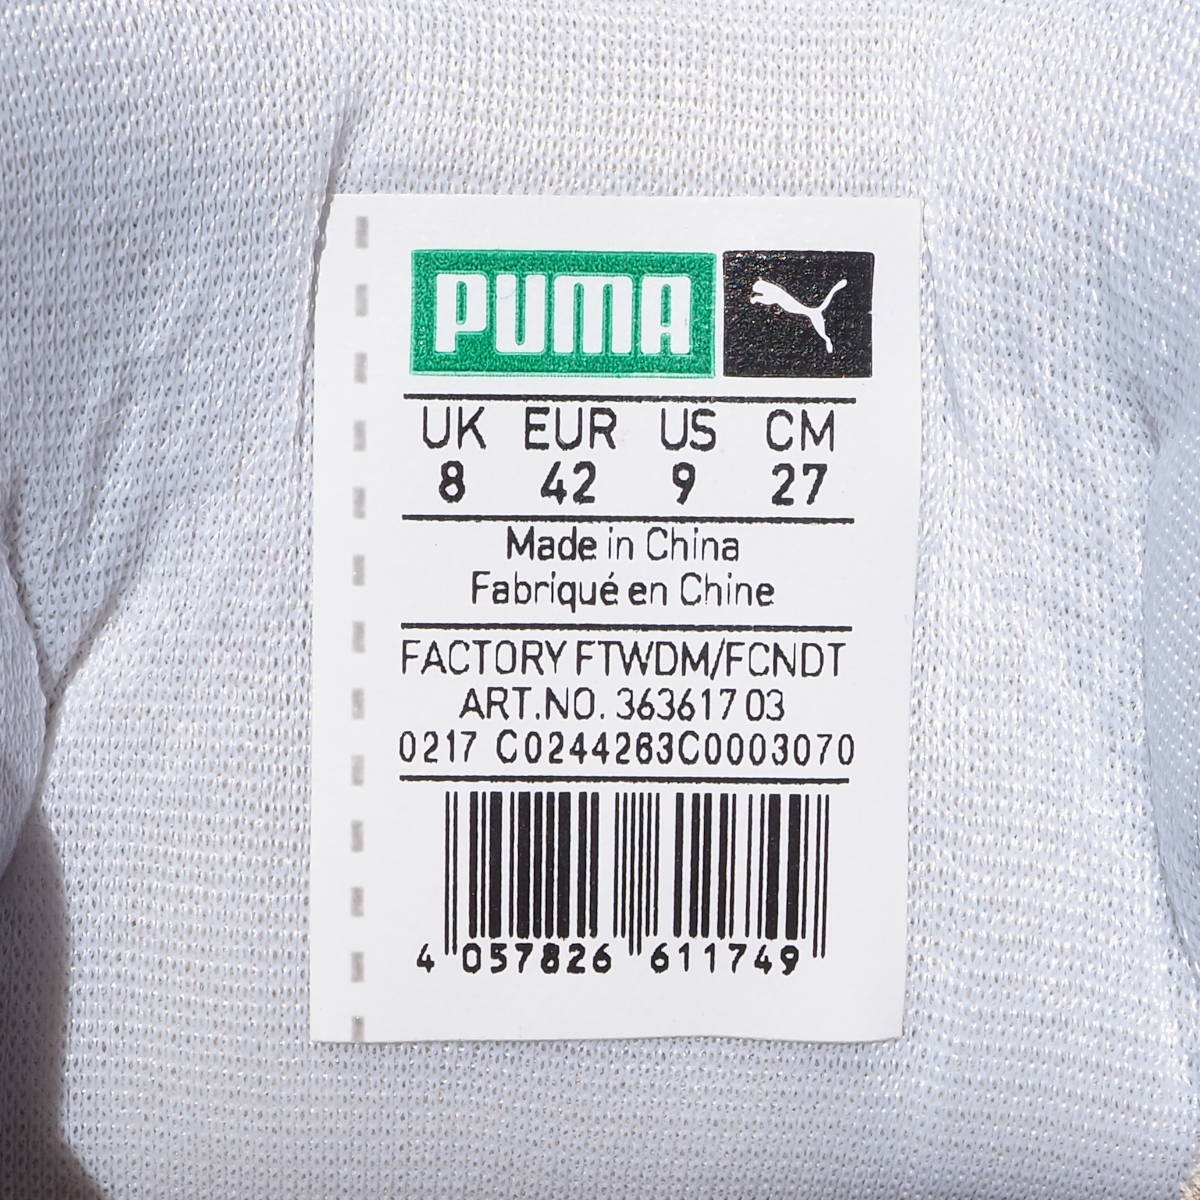 PUMA
UK EUR US CM
8 42 9 27
Made in China
Fabriqué en Chine
FACTORY FTWDM/FCNDT
ART.NO. 363617 03
0217 C0244263C0003070
4 057826 611749